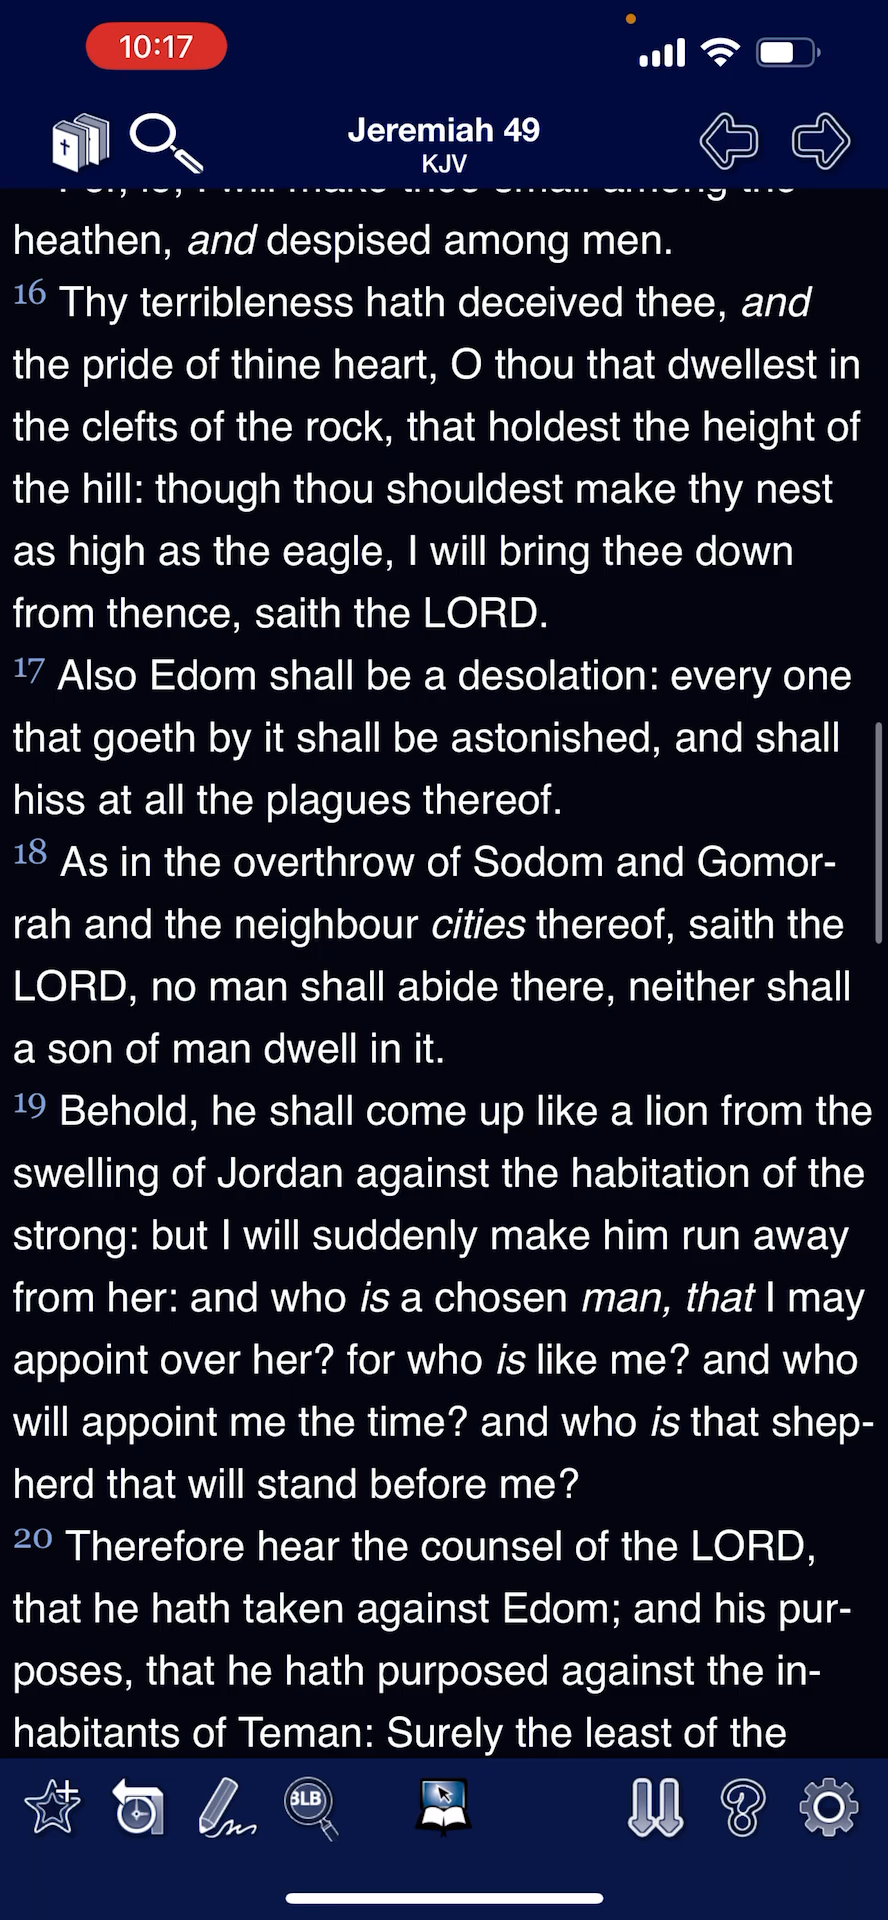 10:17
Jeremiah 49
KJV
heathen, and despised among men.
16 Thy terribleness hath deceived thee, and
the pride of thine heart, O thou that dwellest in
the clefts of the rock, that holdest the height of
the hill: though thou shouldest make thy nest
as high as the eagle, I will bring thee down
from thence, saith the LORD.
17 Also Edom shall be a desolation: every one
that goeth by it shall be astonished, and shall
hiss at all the plagues thereof.
18 As in the overthrow of Sodom and Gomor-
rah and the neighbour cities thereof, saith the
LORD, no man shall abide there, neither shall
a son of man dwell in it.
19 Behold, he shall come up like a lion from the
swelling of Jordan against the habitation of the
strong: but I will suddenly make him run away
from her: and who is a chosen man, that I may
appoint over her? for who is like me? and who
will appoint me the time? and who is that shep-
herd that will stand before me?
20 Therefore hear the counsel of the LORD,
that he hath taken against Edom; and his pur-
poses, that he hath purposed against the in-
habitants of Teman: Surely the least of the
BLB